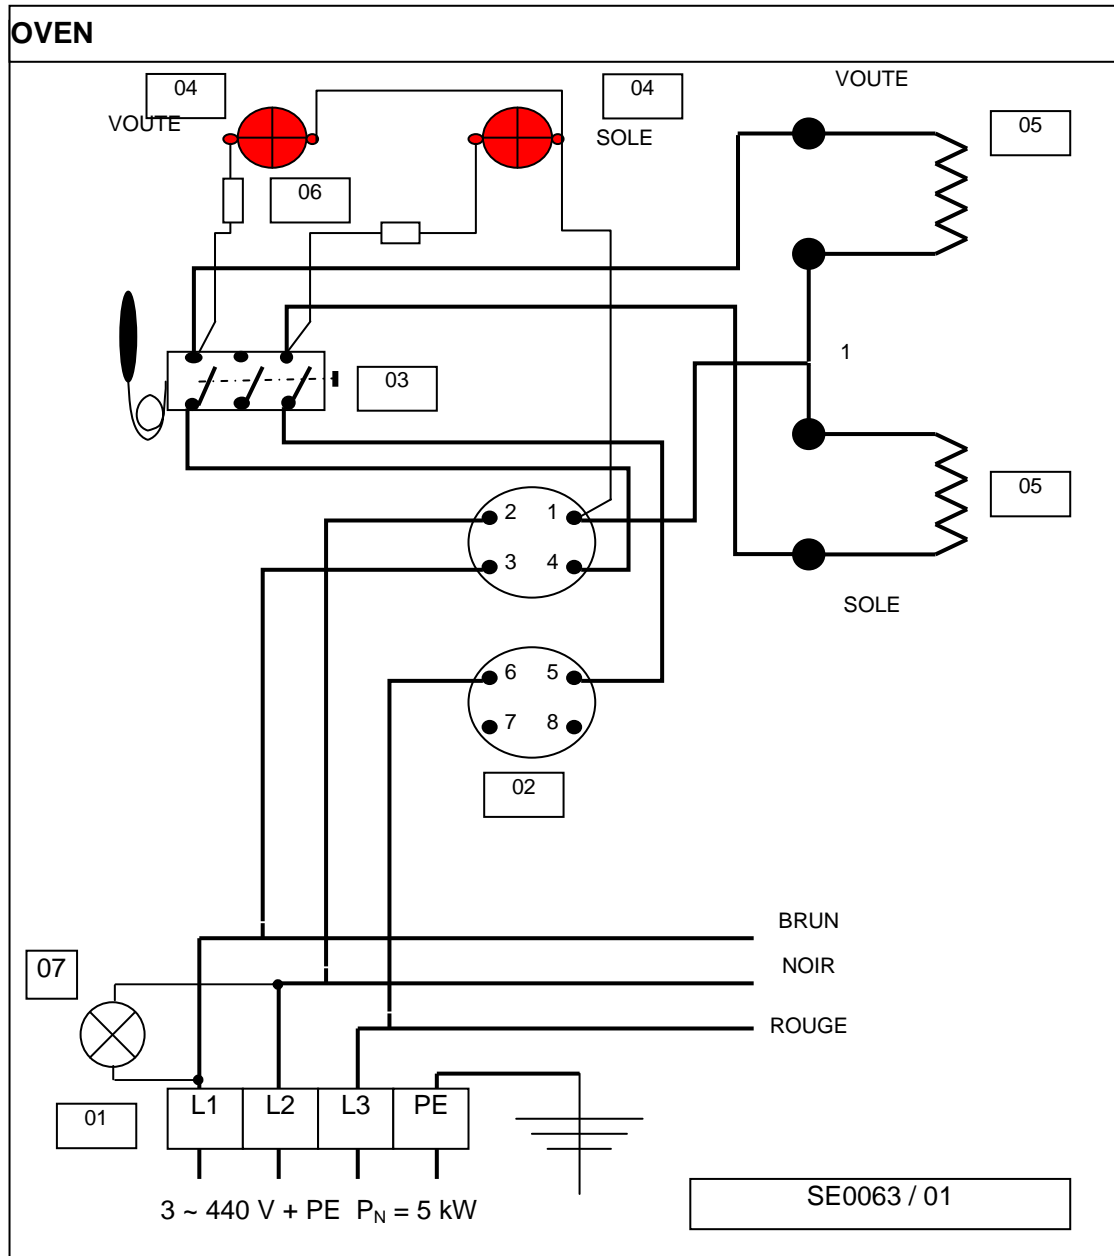 OVEN
04
VOUTE
04
SOLE
VOUTE
05
06
1
03
05
2 1
3 4
SOLE
6 5
7 8
02
BRUN
07
NOIR
ROUGE
L1 L2 L3 PE
01
3 ~ 440 V + PE P_N = 5 kW
SE0063 / 01